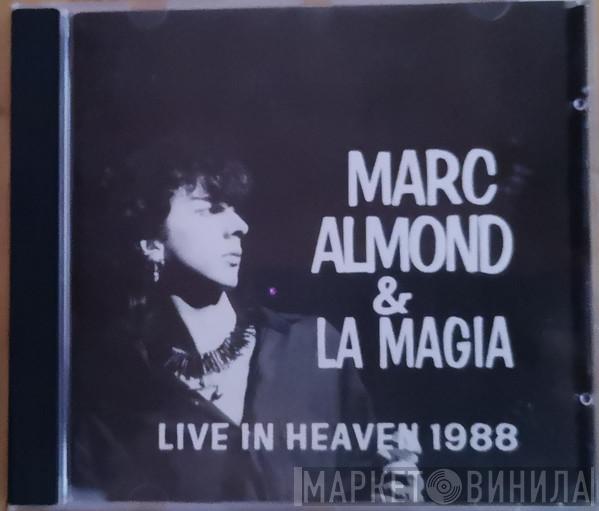 MARC
ALMOND
&
LA MAGIA
LIVE IN HEAVEN 1988
МАРКЕТ ВИНИЛА